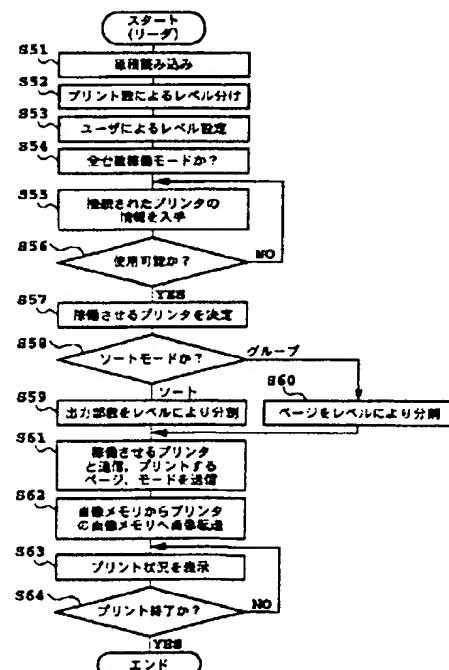 スタート
(リーダ)
S51
原稿読み込み
S52
プリント数によるレベル分け
S53
ユーザによるレベル設定
S54
全台数稼働モードか?
S55
接続されたプリンタの
情報を入手
S56
使用可能か?
NO
YES
S57
稼働させるプリンタを決定
S58
ソートモードか?
グループ
ソート
S59
出力部数をレベルにより分割
S60
ページをレベルにより分割
S61
稼働させるプリンタ
と通信,プリントする
ページ、モードを送信
S62
画像メモリからプリンタ
の画像メモリへ画像転送
S63
プリント状況を表示
S64
プリント終了か?
NO
YES
エンド